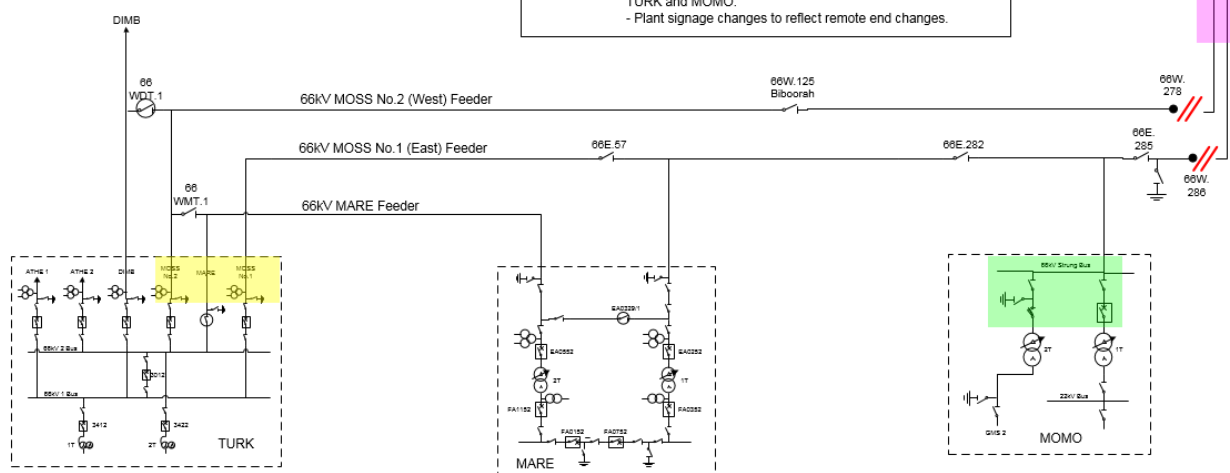 TURK and MOMO.
- Plant signage changes to reflect remote end changes.
DIMB
66
WDT.1
66kV MOSS No.2 (West) Feeder
66W.125
Biboorah
66W.
278
66kV MOSS No.1 (East) Feeder
66E.57
66E.282
66E.
285
66W.
286
66
WMT.1
66kV MARE Feeder
ATHE 1
ATHE 2
DIMB
MOSS
No.2
MARE
MOSS
No.1
66kV 2 Bus
3012
66kV 1 Bus
3412
3422
1T
2T
TURK
EA0329/1
EA0552
EA0252
2T
1T
FA1152
FA0352
FA0152
FA0752
MARE
66kV Strung Bus
2T
1T
22kV Bus
GMS 2
MOMO